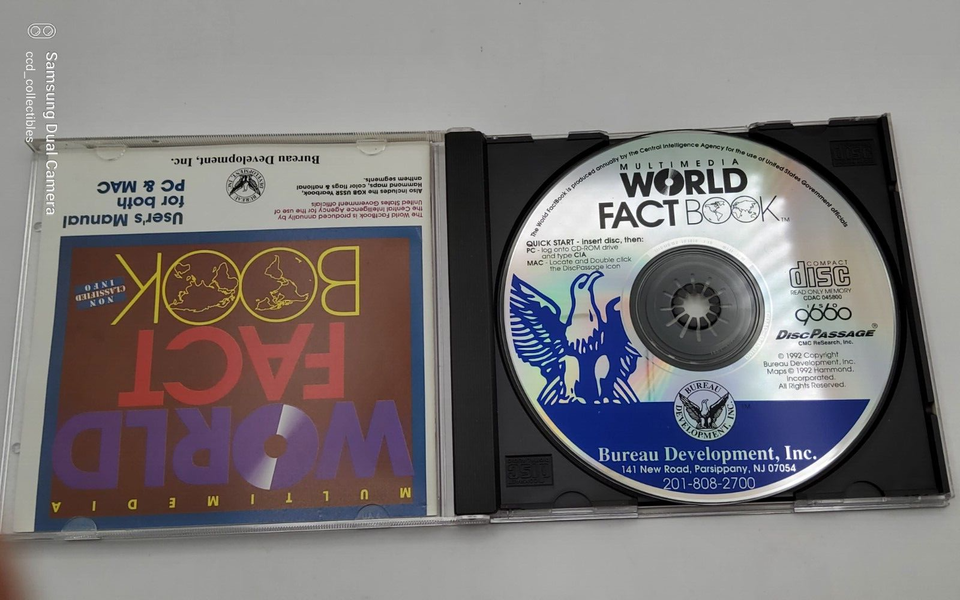 Samsung Dual Camera
ccd_collectibles
MULTIMEDIA
WORLD
FACT
BOOK
NON
CLASSIFIED
INFO
User's Manual
for both
PC & MAC
The World FactBook is produced annually by
the Central Intelligence Agency for the use of
United States Government officials
Also includes the KGB USSR Yearbook,
Hammond maps, color flags & national
anthem segments.
Bureau Development, Inc.
The World FactBook is produced annually by the Central Intelligence Agency for the use of United States Government officials
MULTIMEDIA
WORLD
FACTBOOK™
QUICK START - insert disc, then:
PC - log onto CD-ROM drive
and type CIA
MAC - Locate and Double click
the DiscPassage icon
COMPACT
disc
READ ONLY MEMORY
CDAC 045800
ISO
9660
DISCPASSAGE®
CMC ReSearch, Inc.
© 1992 Copyright
Bureau Development, Inc.
Maps © 1992 Hammond,
Incorporated.
All Rights Reserved.
BUREAU
DEVELOPMENT, INC.
TM
Bureau Development, Inc.
141 New Road, Parsippany, NJ 07054
201-808-2700